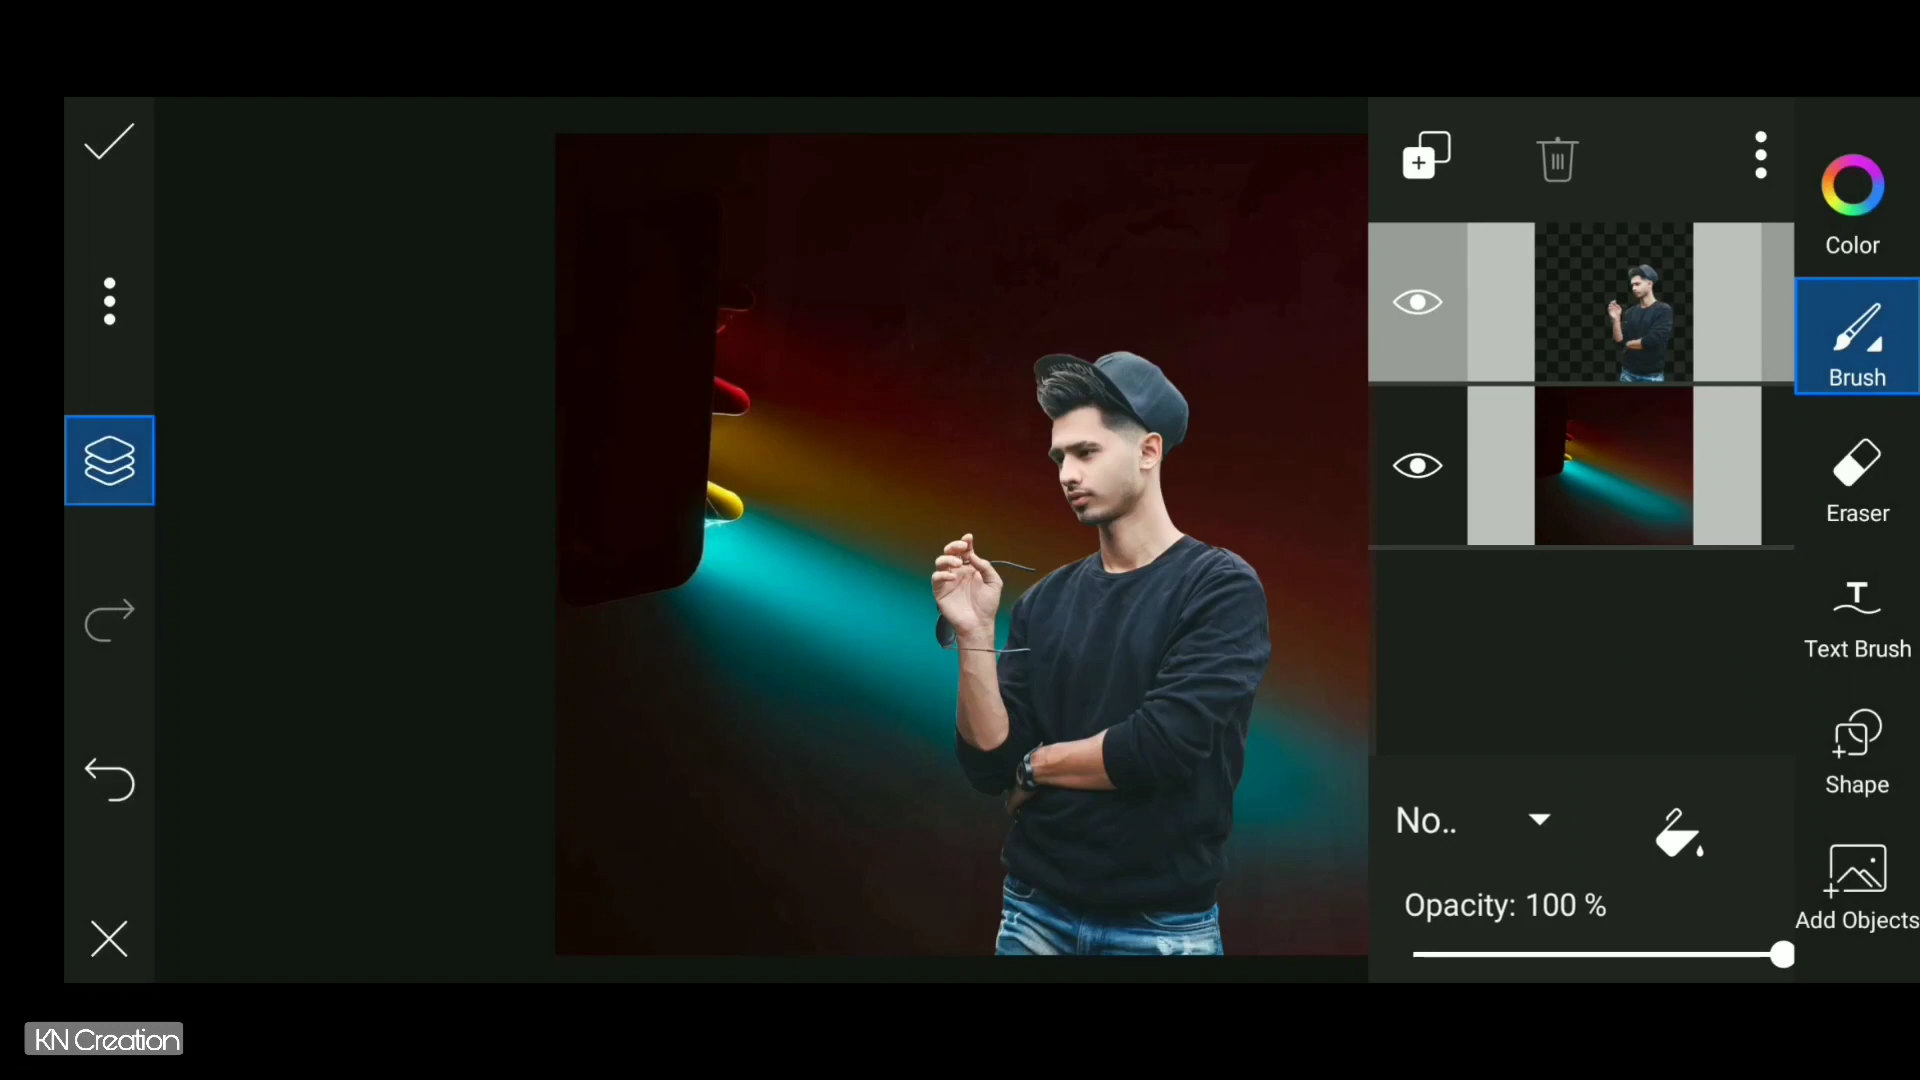 Color
Brush
Eraser
Text Brush
Shape
Add Objects
No..
Opacity: 100 %
KN Creation